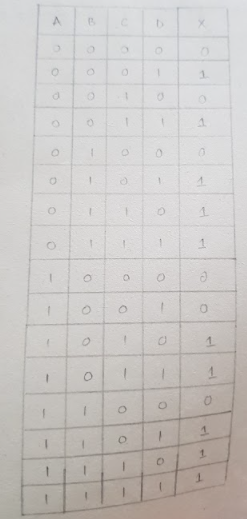 A B C D X
0 0 0 0 0
0 0 0 1 1
0 0 1 0 0
0 0 1 1 1
0 1 0 0 0
0 1 0 1 1
0 1 1 0 1
0 1 1 1 1
1 0 0 0 0
1 0 0 1 0
1 0 1 0 1
1 0 1 1 1
1 1 0 0 0
1 1 0 1 1
1 1 1 0 1
1 1 1 1 1